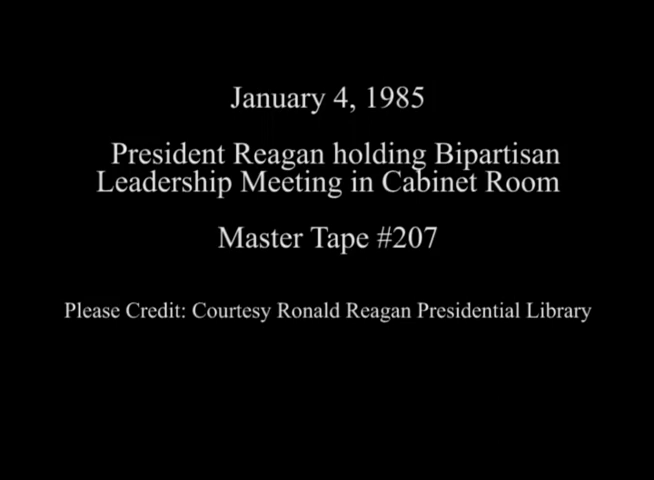 January 4, 1985
President Reagan holding Bipartisan
Leadership Meeting in Cabinet Room
Master Tape #207
Please Credit: Courtesy Ronald Reagan Presidential Library